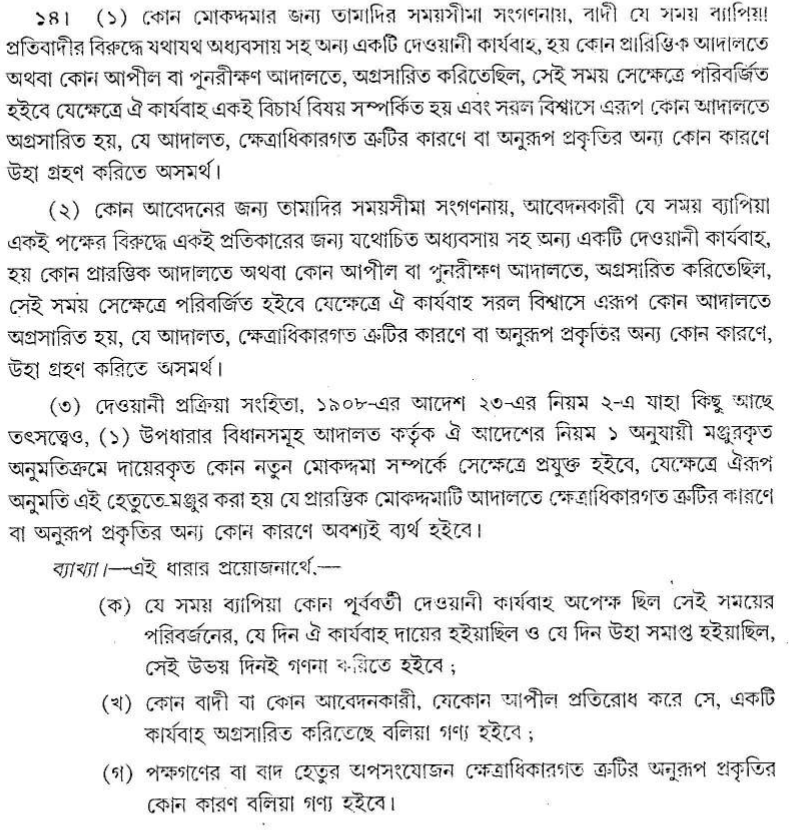 ১৪। (১) কোন মোকদ্দমার জন্য তামাদির সময়সীমা সংগণনায়, বাদী যে সময় ব্যাপিয়া
প্রতিবাদীর বিরুদ্ধে যথাযথ অধ্যবসায় সহ অন্য একটি দেওয়ানী কার্যবাহ, হয় কোন প্রারম্ভিক আদালতে
অথবা কোন আপীল বা পুনরীক্ষণ আদালতে, অগ্রসারিত করিতেছিল, সেই সময় সেক্ষেত্রে পরিবর্জিত
হইবে যেক্ষেত্রে ঐ কার্যবাহ একই বিচার্য বিষয় সম্পর্কিত হয় এবং সরল বিশ্বাসে এরূপ কোন আদালতে
অগ্রসারিত হয়, যে আদালত, ক্ষেত্রাধিকারগত ত্রুটির কারণে বা অনুরূপ প্রকৃতির অন্য কোন কারণে
উহা গ্রহণ করিতে অসমর্থ।
(২) কোন আবেদনের জন্য তামাদির সময়সীমা সংগণনায়, আবেদনকারী যে সময় ব্যাপিয়া
একই পক্ষের বিরুদ্ধে একই প্রতিকারের জন্য যথোচিত অধ্যবসায় সহ অন্য একটি দেওয়ানী কার্যবাহ,
হয় কোন প্রারম্ভিক আদালতে অথবা কোন আপীল বা পুনরীক্ষণ আদালতে, অগ্রসারিত করিতেছিল,
সেই সময় সেক্ষেত্রে পরিবর্জিত হইবে যেক্ষেত্রে ঐ কার্যবাহ সরল বিশ্বাসে এরূপ কোন আদালতে
অগ্রসারিত হয়, যে আদালত, ক্ষেত্রাধিকারগত ত্রুটির কারণে বা অনুরূপ প্রকৃতির অন্য কোন কারণে,
উহা গ্রহণ করিতে অসমর্থ।
(৩) দেওয়ানী প্রক্রিয়া সংহিতা, ১৯০৮-এর আদেশ ২৩-এর নিয়ম ২-এ যাহা কিছু আছে
তৎসত্ত্বেও, (১) উপধারার বিধানসমূহ আদালত কর্তৃক ঐ আদেশের নিয়ম ১ অনুযায়ী মঞ্জুরকৃত
অনুমতিক্রমে দায়েরকৃত কোন নতুন মোকদ্দমা সম্পর্কে সেক্ষেত্রে প্রযুক্ত হইবে, যেক্ষেত্রে ঐরূপ
অনুমতি এই হেতুতে মঞ্জুর করা হয় যে প্রারম্ভিক মোকদ্দমাটি আদালতে ক্ষেত্রাধিকারগত ত্রুটির কারণে
বা অনুরূপ প্রকৃতির অন্য কোন কারণে অবশ্যই ব্যর্থ হইবে।
ব্যাখ্যা।—এই ধারার প্রয়োজনার্থে,—
(ক) যে সময় ব্যাপিয়া কোন পূর্ববর্তী দেওয়ানী কার্যবাহ অপেক্ষ ছিল সেই সময়ের
পরিবর্জনের, যে দিন ঐ কার্যবাহ দায়ের হইয়াছিল ও যে দিন উহা সমাপ্ত হইয়াছিল,
সেই উভয় দিনই গণনা করিতে হইবে ;
(খ) কোন বাদী বা কোন আবেদনকারী, যেকোন আপীল প্রতিরোধ করে সে, একটি
কার্যবাহ অগ্রসারিত করিতেছে বলিয়া গণ্য হইবে ;
(গ) পক্ষগণের বা বাদ হেতুর অপসংযোজন ক্ষেত্রাধিকারগত ত্রুটির অনুরূপ প্রকৃতির
কোন কারণ বলিয়া গণ্য হইবে।